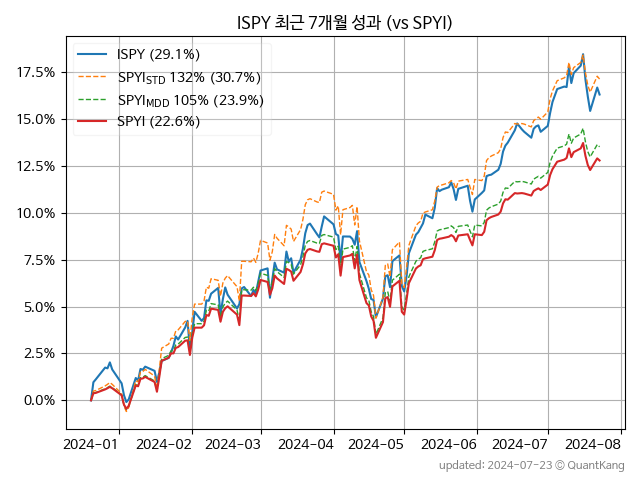 ISPY 최근 7개월 성과 (vs SPYI)
ISPY (29.1%)
SPYI_STD 132% (30.7%)
SPYI_MDD 105% (23.9%)
SPYI (22.6%)
17.5%
15.0%
12.5%
10.0%
7.5%
5.0%
2.5%
0.0%
2024-01 2024-02 2024-03 2024-04 2024-05 2024-06 2024-07 2024-08
updated: 2024-07-23 © QuantKang